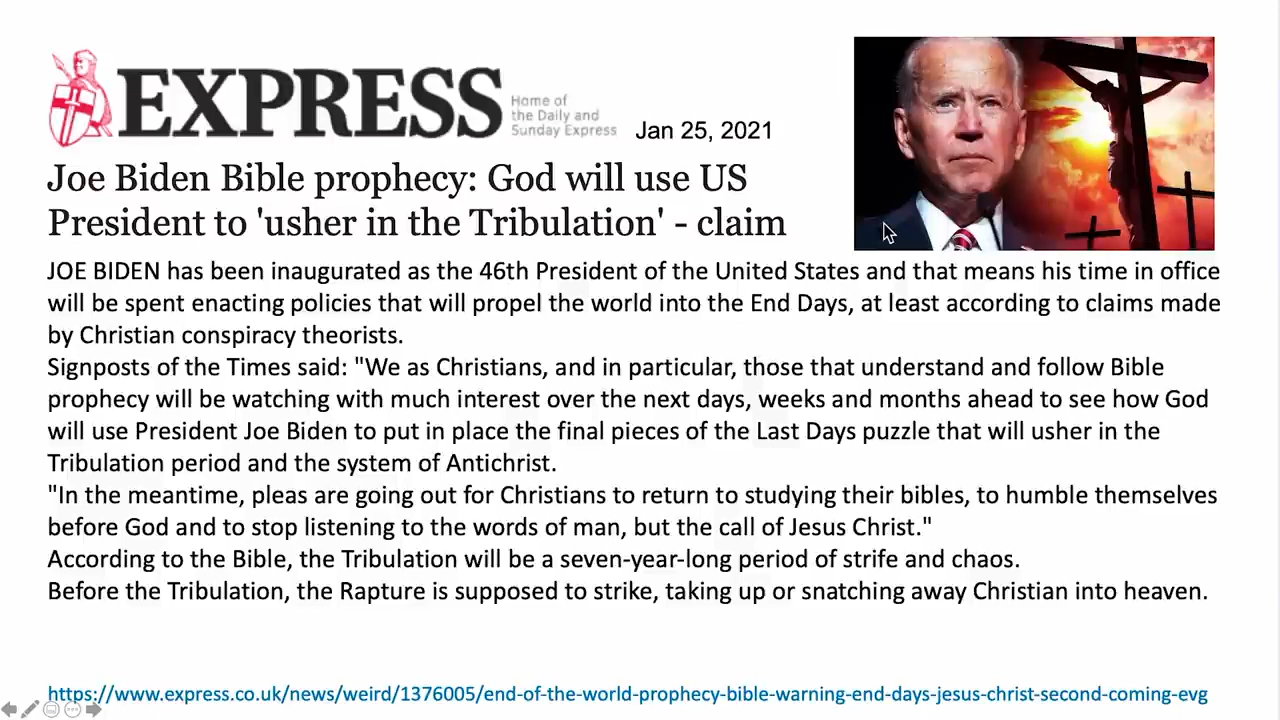 EXPRESS
Home of
the Daily and
Sunday Express
Jan 25, 2021
Joe Biden Bible prophecy: God will use US
President to 'usher in the Tribulation' - claim
JOE BIDEN has been inaugurated as the 46th President of the United States and that means his time in office
will be spent enacting policies that will propel the world into the End Days, at least according to claims made
by Christian conspiracy theorists.
Signposts of the Times said: "We as Christians, and in particular, those that understand and follow Bible
prophecy will be watching with much interest over the next days, weeks and months ahead to see how God
will use President Joe Biden to put in place the final pieces of the Last Days puzzle that will usher in the
Tribulation period and the system of Antichrist.
"In the meantime, pleas are going out for Christians to return to studying their bibles, to humble themselves
before God and to stop listening to the words of man, but the call of Jesus Christ."
According to the Bible, the Tribulation will be a seven-year-long period of strife and chaos.
Before the Tribulation, the Rapture is supposed to strike, taking up or snatching away Christian into heaven.
https://www.express.co.uk/news/weird/1376005/end-of-the-world-prophecy-bible-warning-end-days-jesus-christ-second-coming-evg